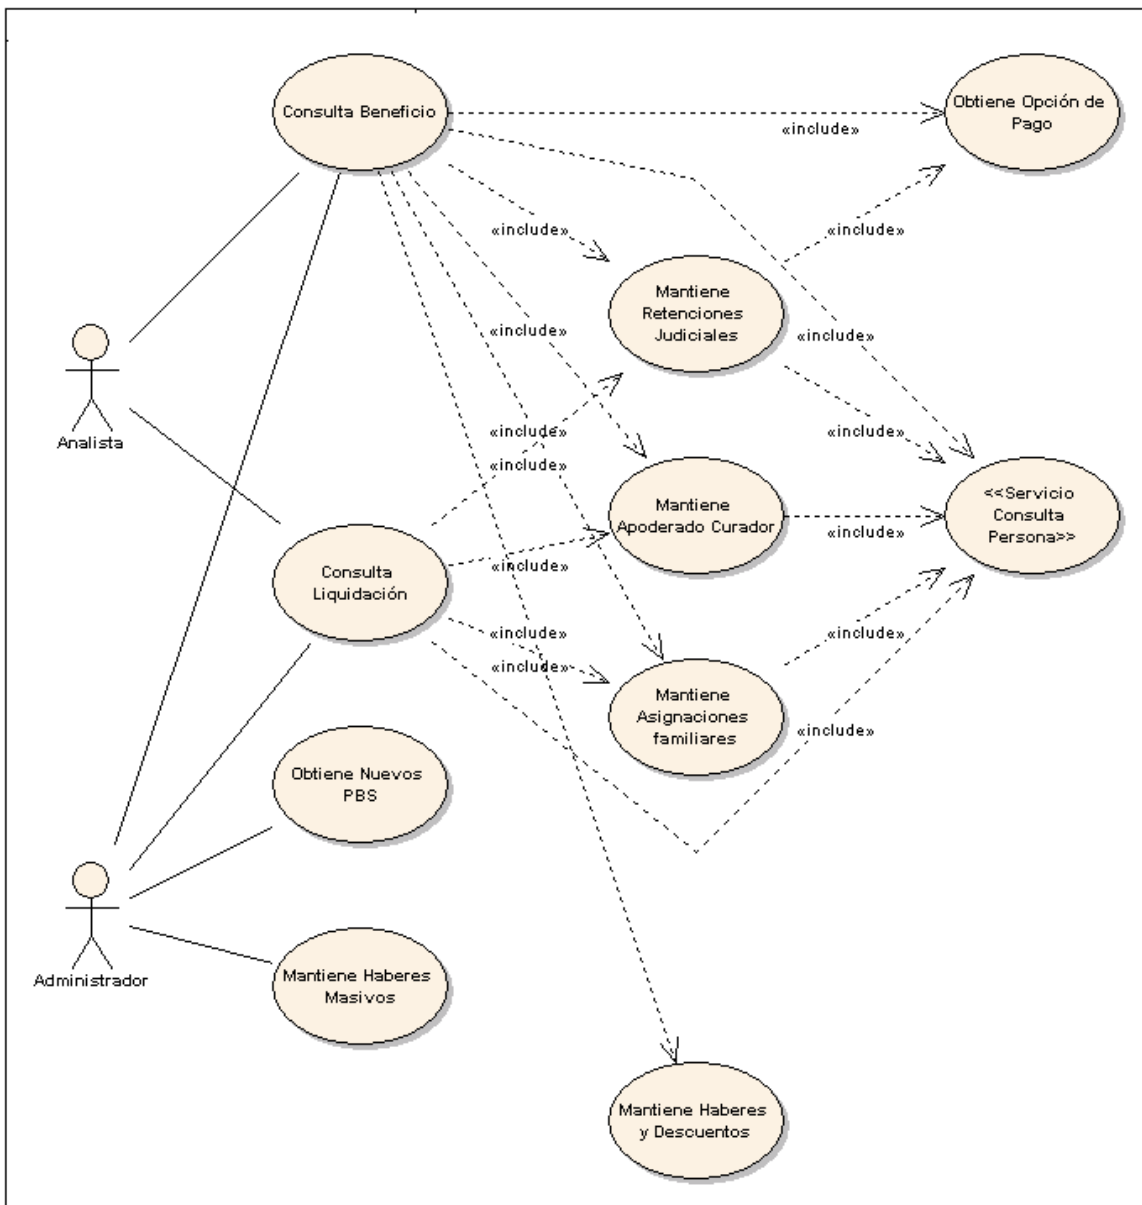 Consulta Beneficio
Obtiene Opción de
Pago
«include»
«include»
«include»
Mantiene
Retenciones
Judiciales
«include»
«include»
Analista
«include»
«include»
«include»
Mantiene
Apoderado Curador
<<Servicio
Consulta
Persona>>
«include»
Consulta
Liquidación
«include»
«include»
«include»
«include»
Mantiene
Asignaciones
familiares
«include»
Obtiene Nuevos
PBS
Administrador
Mantiene Haberes
Masivos
Mantiene Haberes
y Descuentos